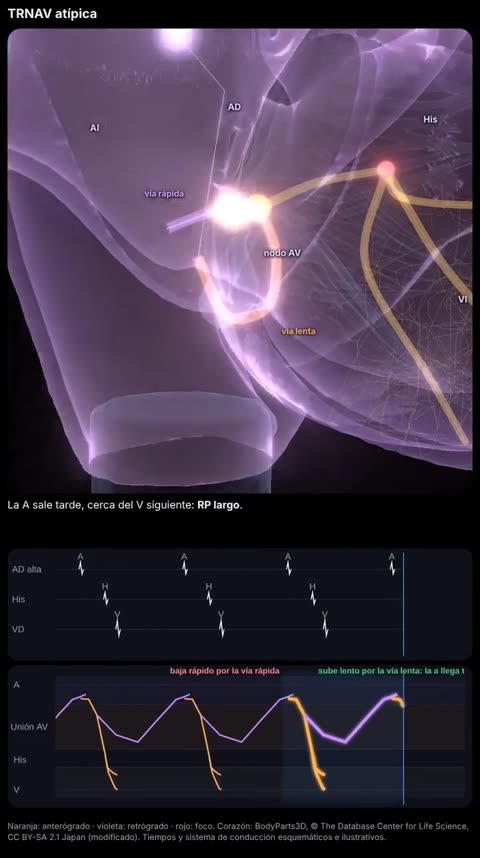 TRNAV atípica
AD
His
AI
vía rápida
nodo AV
VI
vía lenta
La A sale tarde, cerca del V siguiente: RP largo.
A A A A
AD alta
H H H
His
V V V
VD
baja rápido por la vía rápida sube lento por la vía lenta: la a llega t
A
Unión AV
His
V
Naranja: anterógrado · violeta: retrógrado · rojo: foco. Corazón: BodyParts3D, © The Database Center for Life Science,
CC BY-SA 2.1 Japan (modificado). Tiempos y sistema de conducción esquemáticos e ilustrativos.